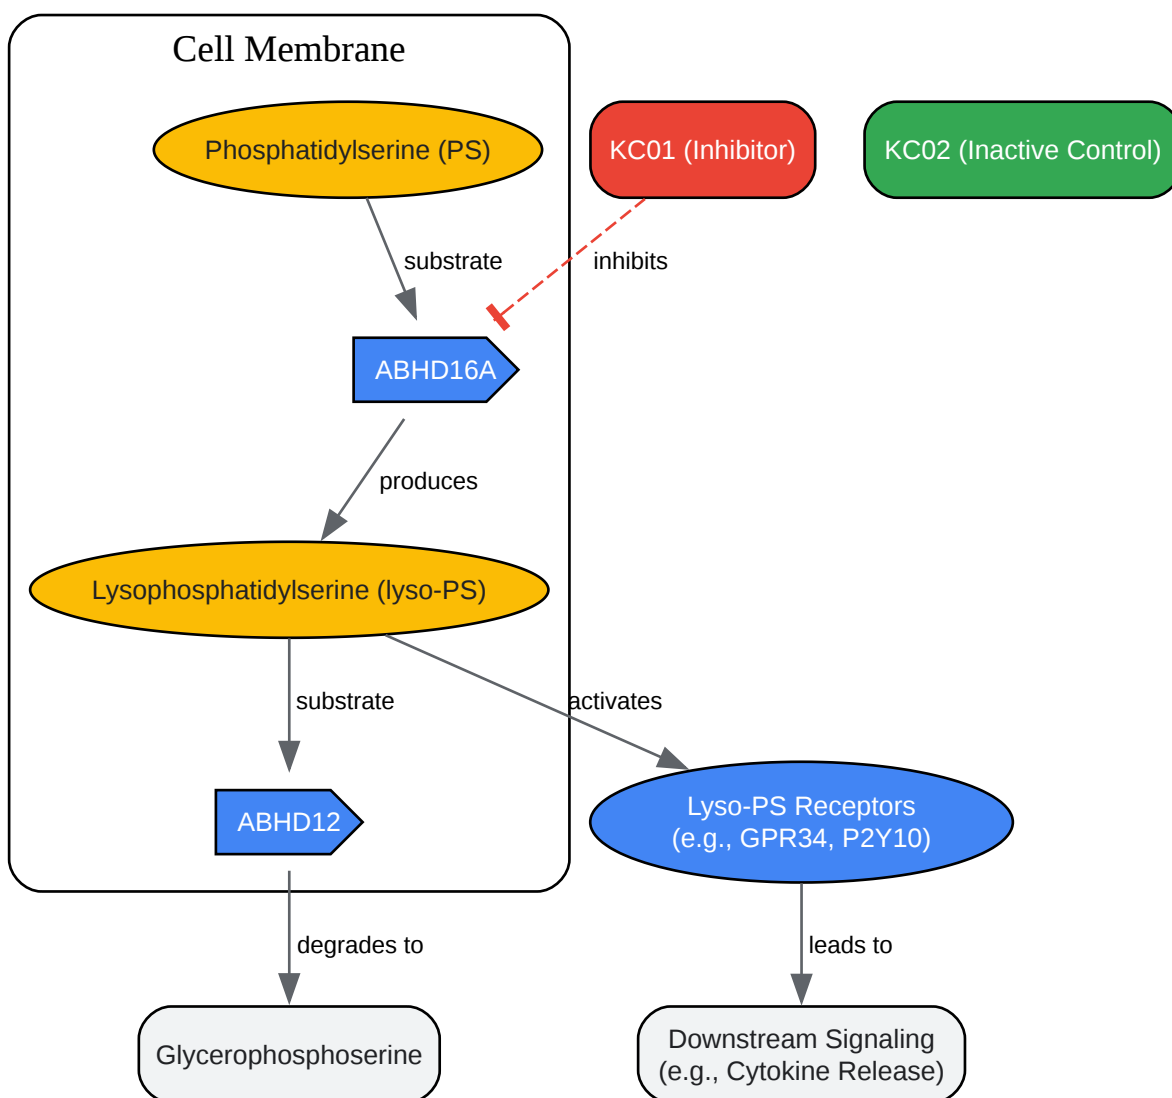 Cell Membrane
Phosphatidylserine (PS)
KC01 (Inhibitor)
KC02 (Inactive Control)
substrate
inhibits
ABHD16A
produces
Lysophosphatidylserine (lyso-PS)
substrate
activates
ABHD12
Lyso-PS Receptors
(e.g., GPR34, P2Y10)
degrades to
leads to
Glycerophosphoserine
Downstream Signaling
(e.g., Cytokine Release)